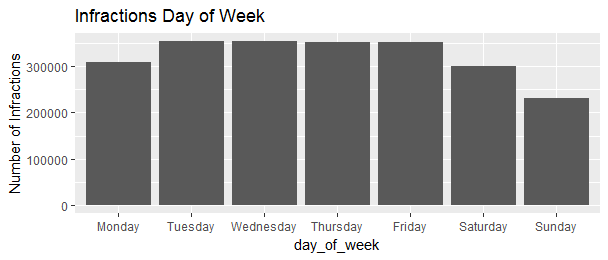 Infractions Day of Week
Number of Infractions
300000
200000
100000
0
Monday Tuesday Wednesday Thursday Friday Saturday Sunday
day_of_week